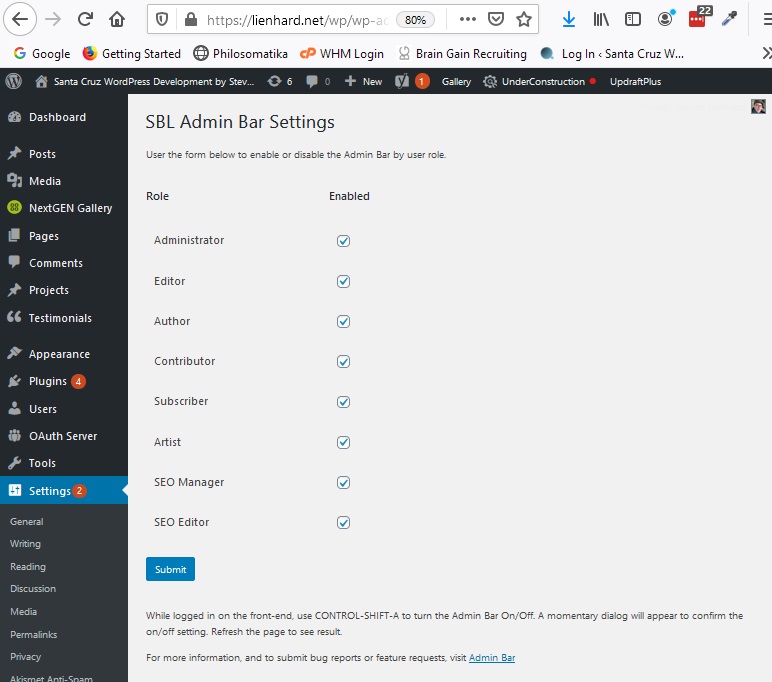 https://lienhard.net/wp/wp-ad
80%
22
Google
Getting Started
Philosomatika
cP WHM Login
Brain Gain Recruiting
Log In ‹ Santa Cruz W...
Santa Cruz WordPress Development by Stev...
6
0
New
1
Gallery
UnderConstruction
UpdraftPlus
Dashboard
Posts
Media
NextGEN Gallery
Pages
Comments
Projects
Testimonials
Appearance
Plugins 4
Users
OAuth Server
Tools
Settings 2
General
Writing
Reading
Discussion
Media
Permalinks
Privacy
Akismet Anti-Spam
SBL Admin Bar Settings
User the form below to enable or disable the Admin Bar by user role.
Role Enabled
Administrator
Editor
Author
Contributor
Subscriber
Artist
SEO Manager
SEO Editor
Submit
While logged in on the front-end, use CONTROL-SHIFT-A to turn the Admin Bar On/Off. A momentary dialog will appear to confirm the
on/off setting. Refresh the page to see result.
For more information, and to submit bug reports or feature requests, visit Admin Bar